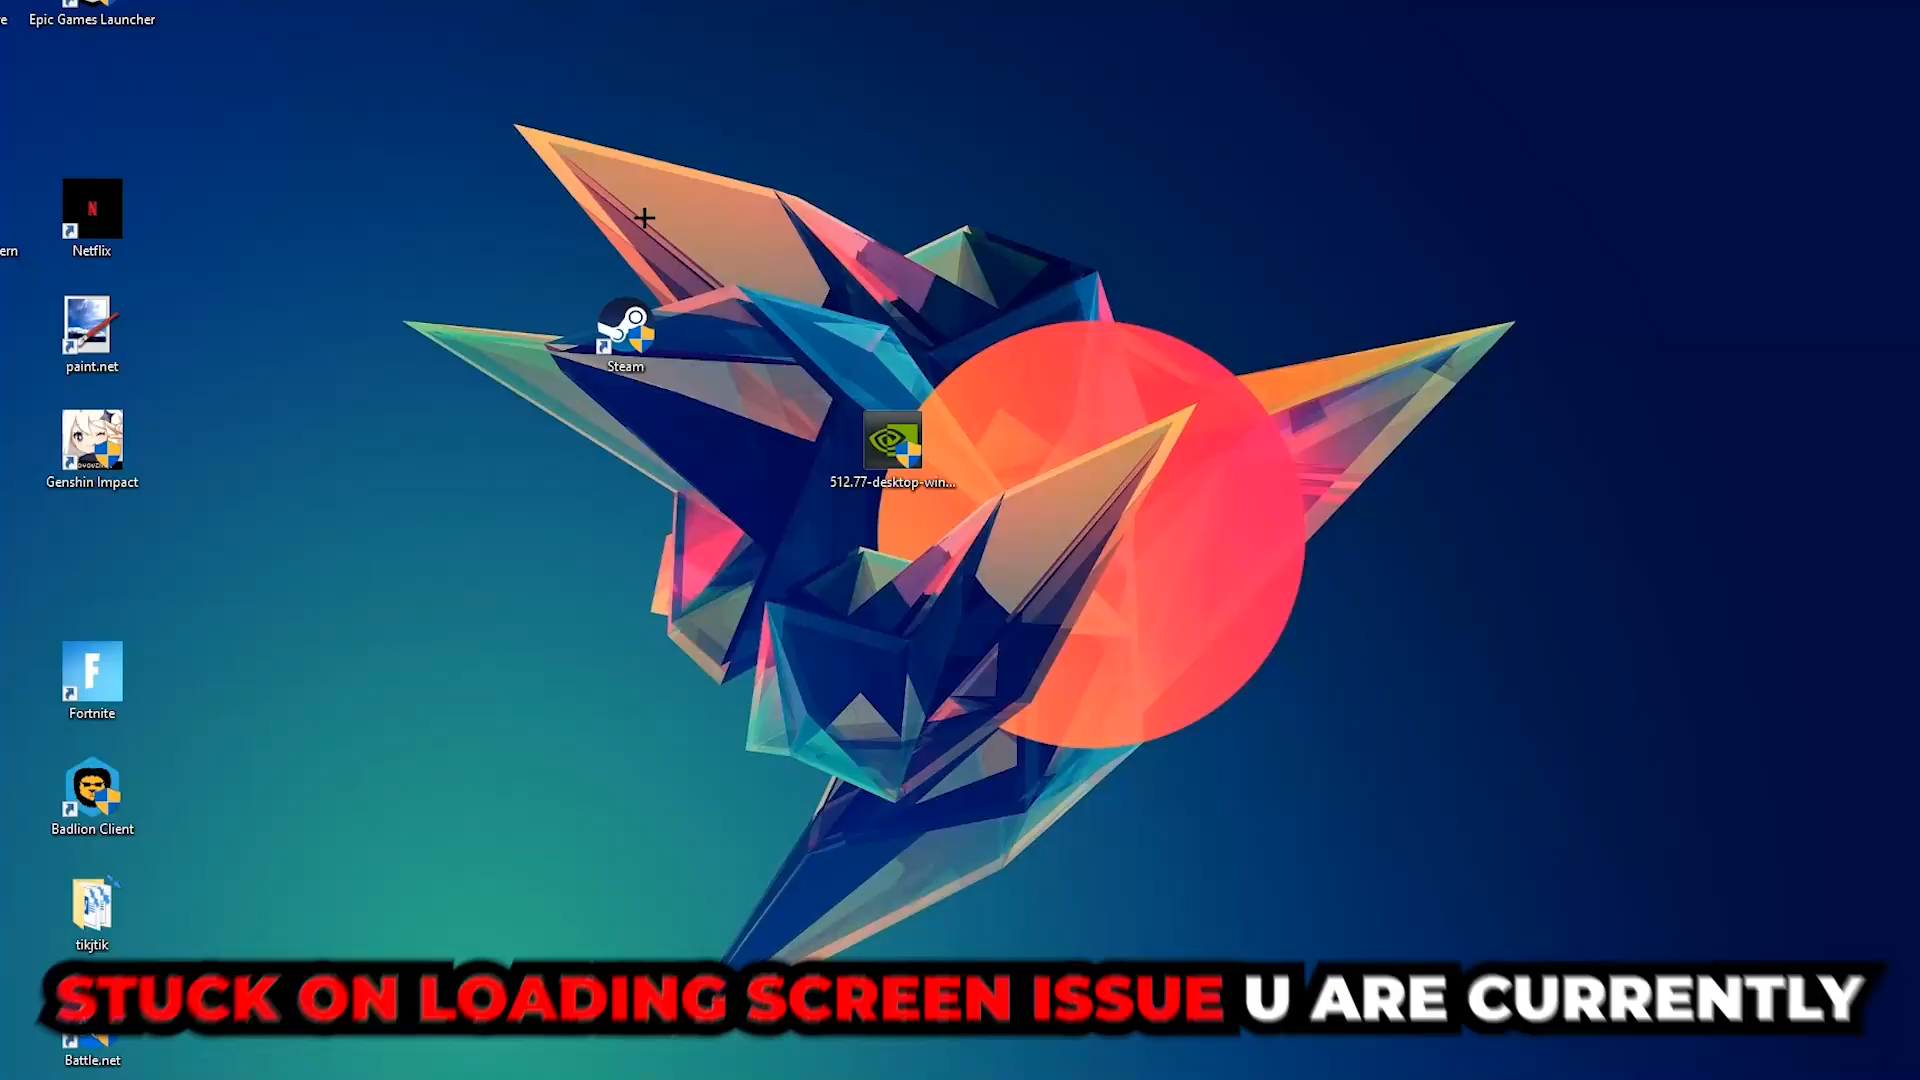 Epic Games Launcher
Netflix
ern
paint.net
Steam
Genshin Impact
512.77-desktop-win...
Fortnite
Badlion Client
tikjtik
STUCK ON LOADING SCREEN ISSUE U ARE CURRENTLY
Battle.net